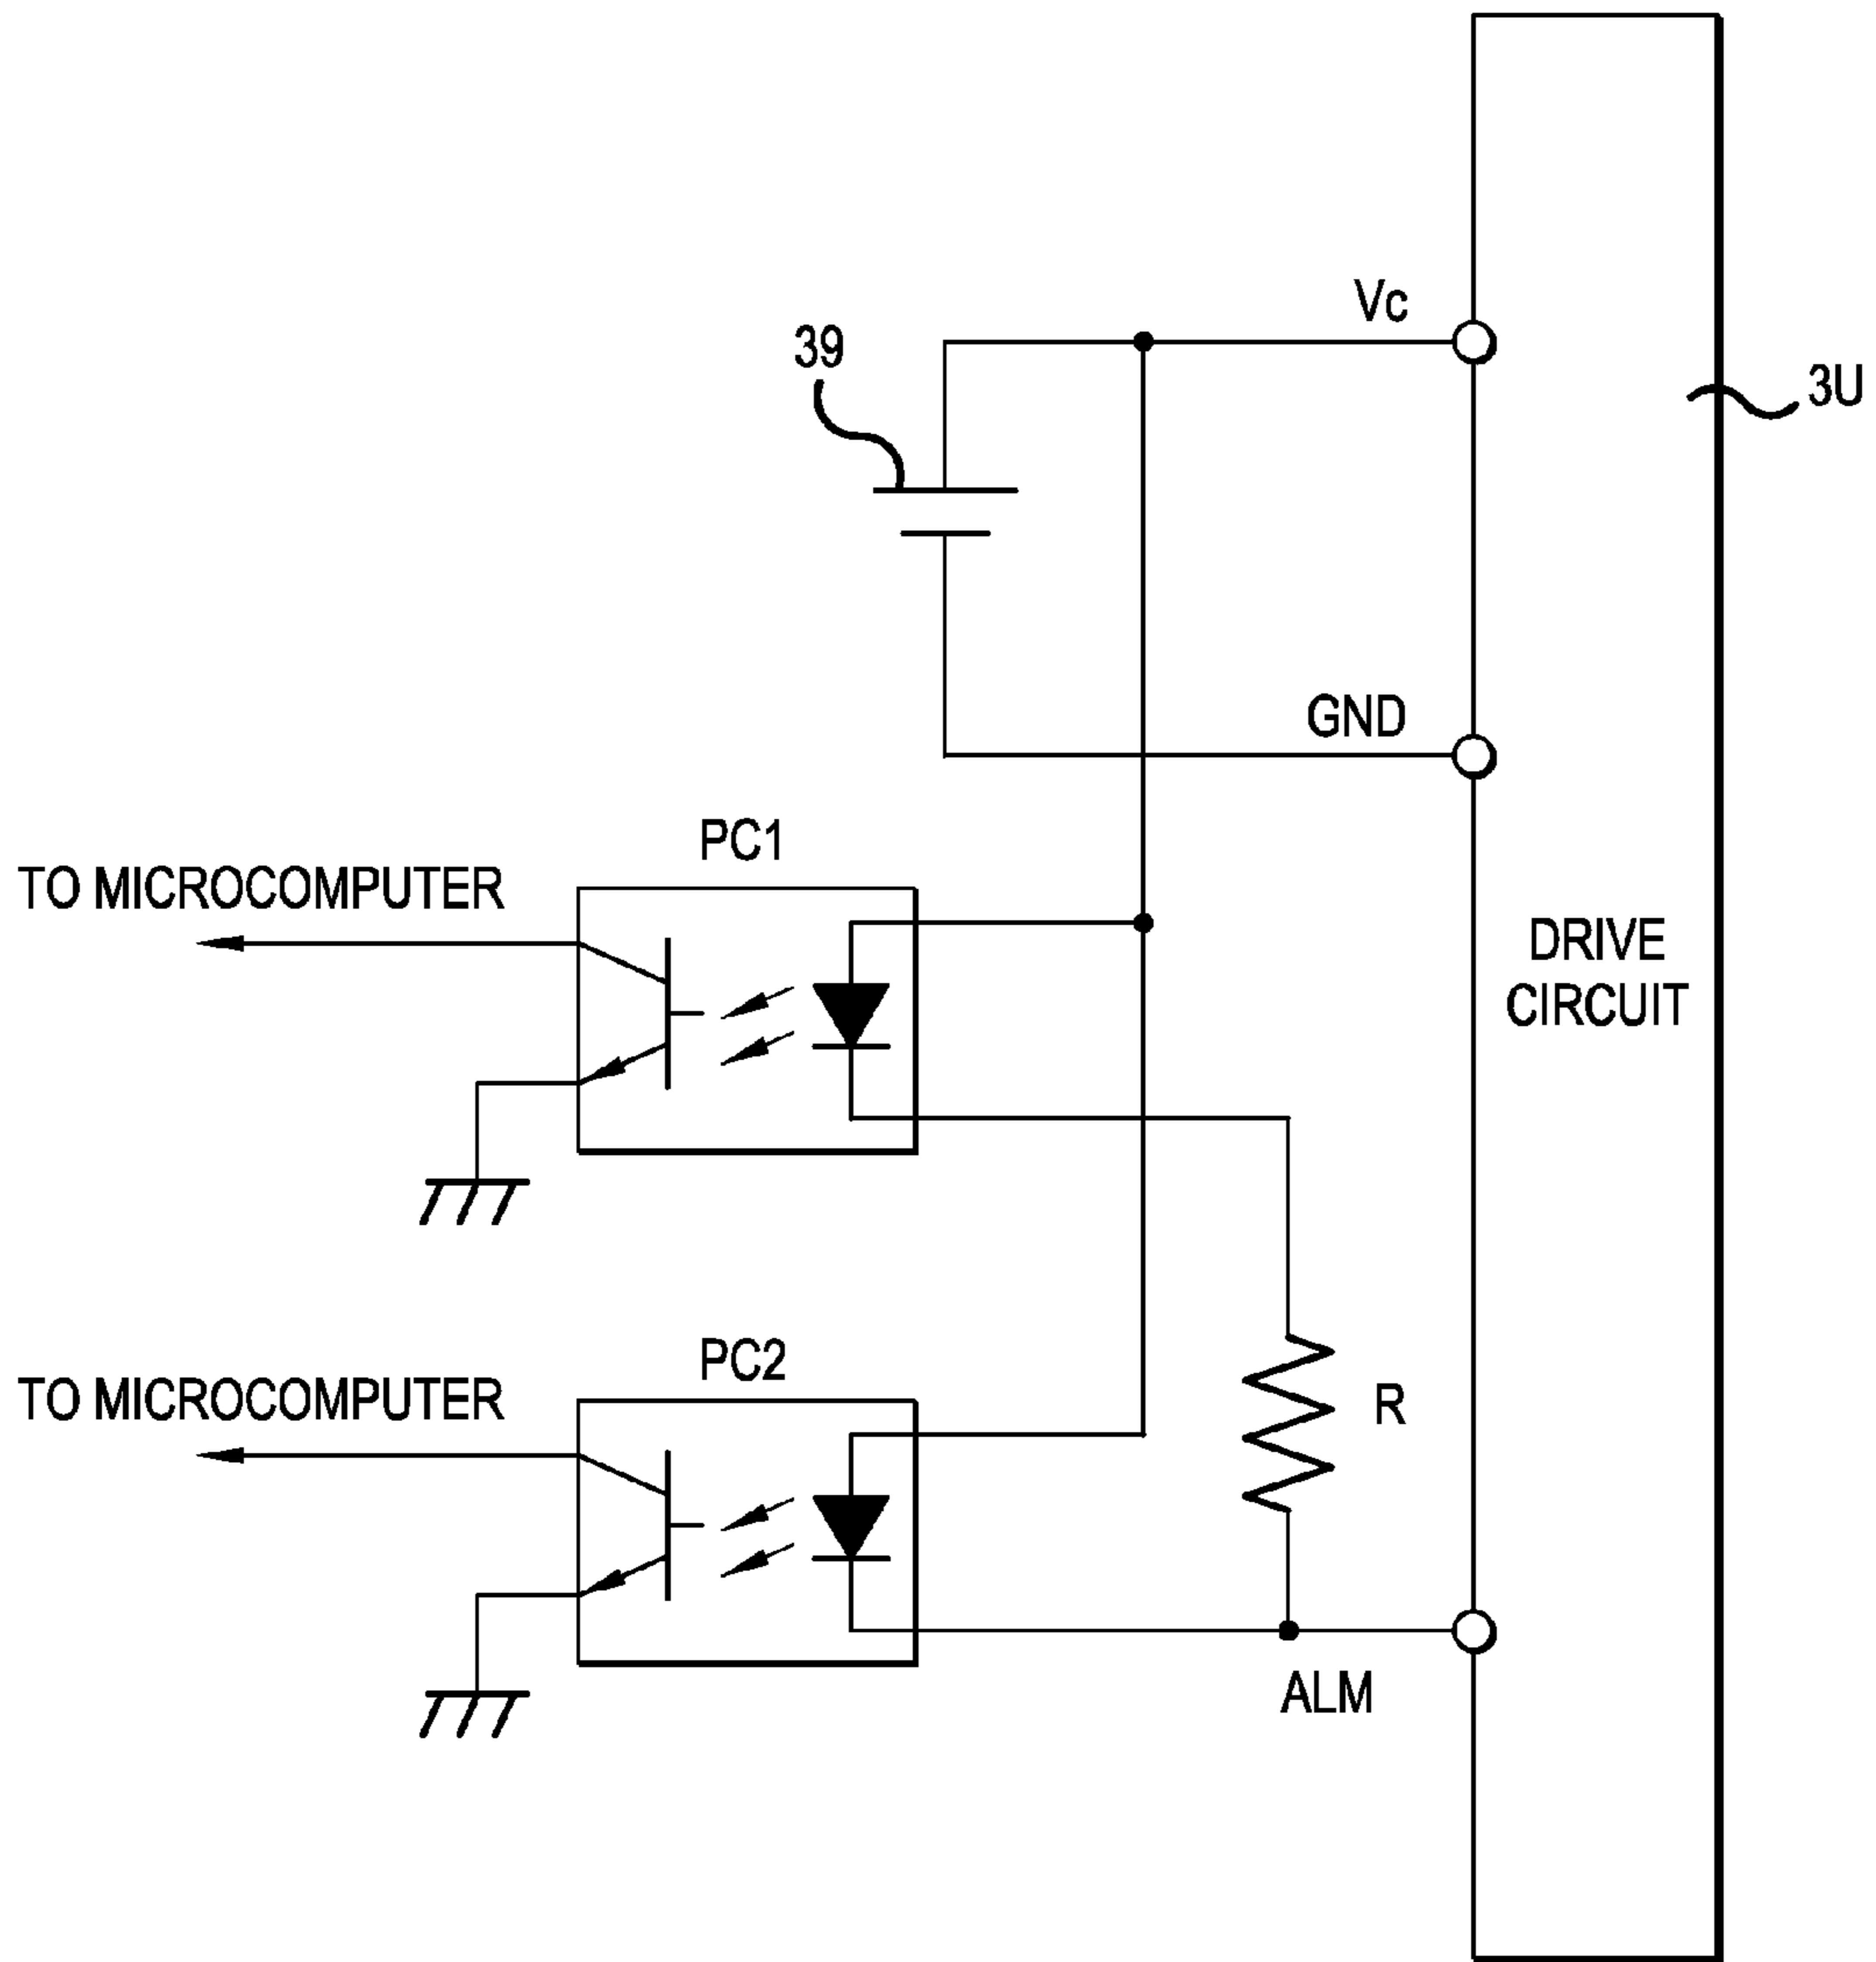 Vc
39
3U
GND
PC1
TO MICROCOMPUTER
DRIVE
CIRCUIT
PC2
TO MICROCOMPUTER
R
ALM